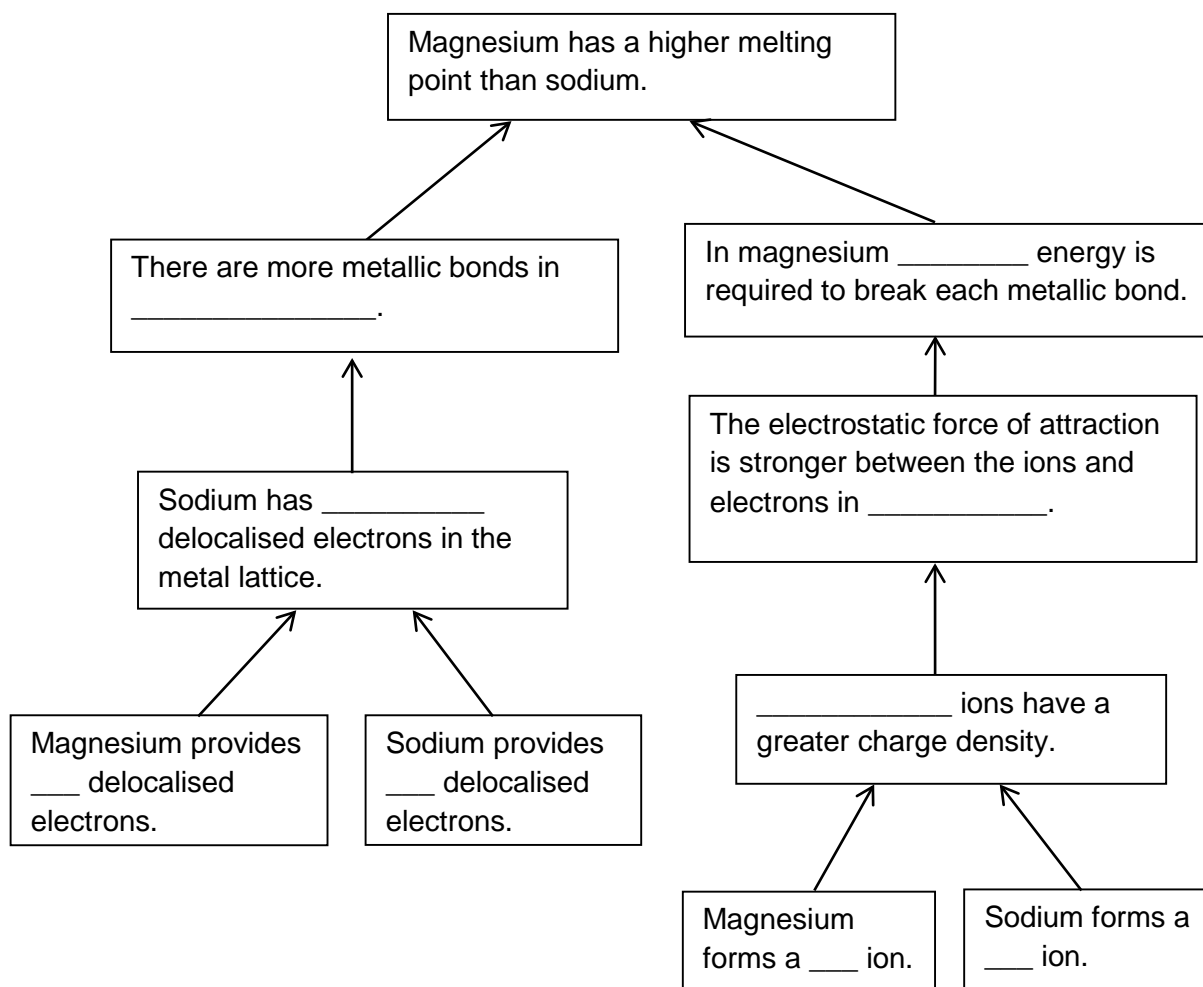 Magnesium has a higher melting
point than sodium.
There are more metallic bonds in
_______________.
In magnesium ________ energy is
required to break each metallic bond.
The electrostatic force of attraction
is stronger between the ions and
electrons in ___________.
Sodium has __________
delocalised electrons in the
metal lattice.
____________ ions have a
greater charge density.
Magnesium provides
___ delocalised
electrons.
Sodium provides
___ delocalised
electrons.
Magnesium
forms a ___ ion.
Sodium forms a
___ ion.